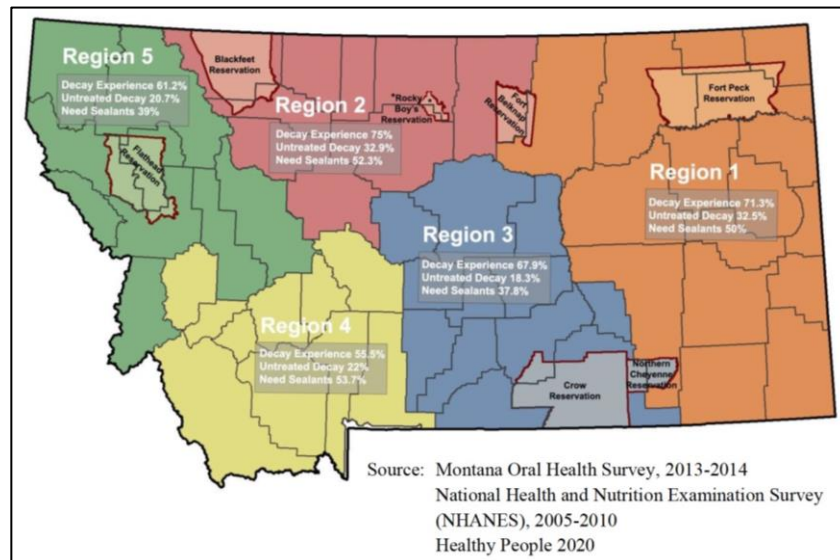 Region 5
Decay Experience 61.2%
Untreated Decay 20.7%
Need Sealants 39%
Blackfeet
Reservation
Region 2
*Rocky
Boy's
Reservation
Decay Experience 75%
Untreated Decay 32.9%
Need Sealants 52.3%
Fort
Belknap
Reservation
Fort Peck
Reservation
Flathead
Reservation
Region 1
Decay Experience 71.3%
Untreated Decay 32.5%
Need Sealants 50%
Region 3
Decay Experience 67.9%
Untreated Decay 18.3%
Need Sealants 37.8%
Region 4
Decay Experience 55.5%
Untreated Decay 22%
Need Sealants 53.7%
Crow
Reservation
Northern
Cheyenne
Reservation
Source: Montana Oral Health Survey, 2013-2014
National Health and Nutrition Examination Survey
(NHANES), 2005-2010
Healthy People 2020